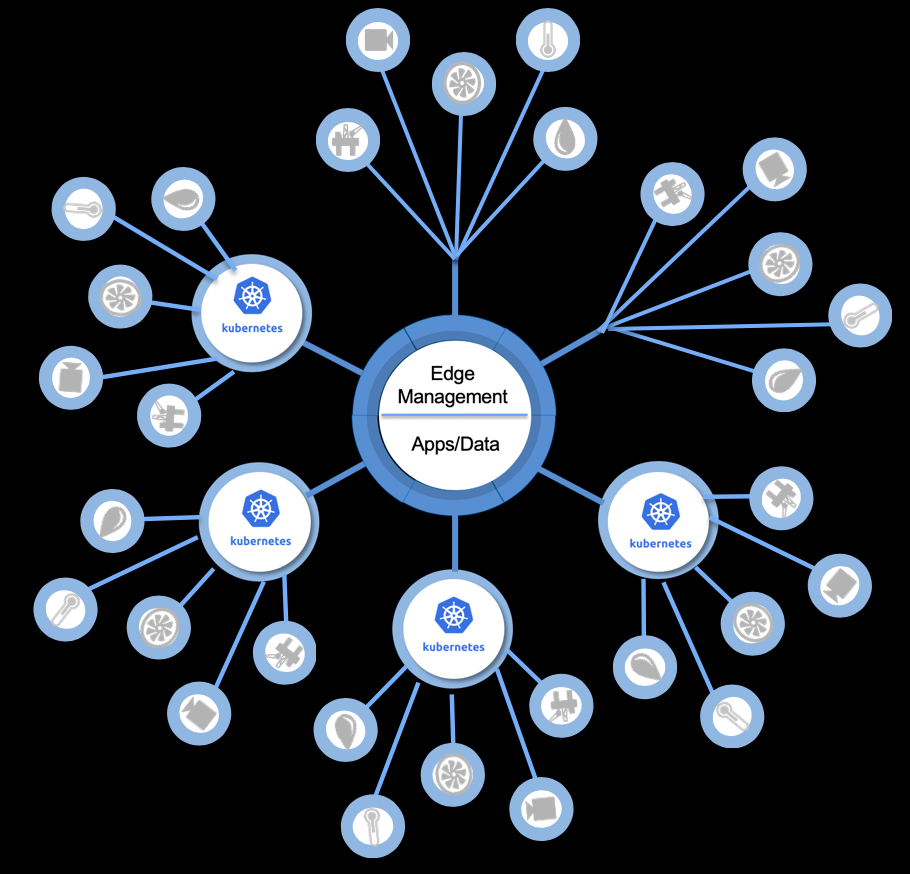 Edge
Management
Apps/Data
kubernetes
kubernetes
kubernetes
kubernetes